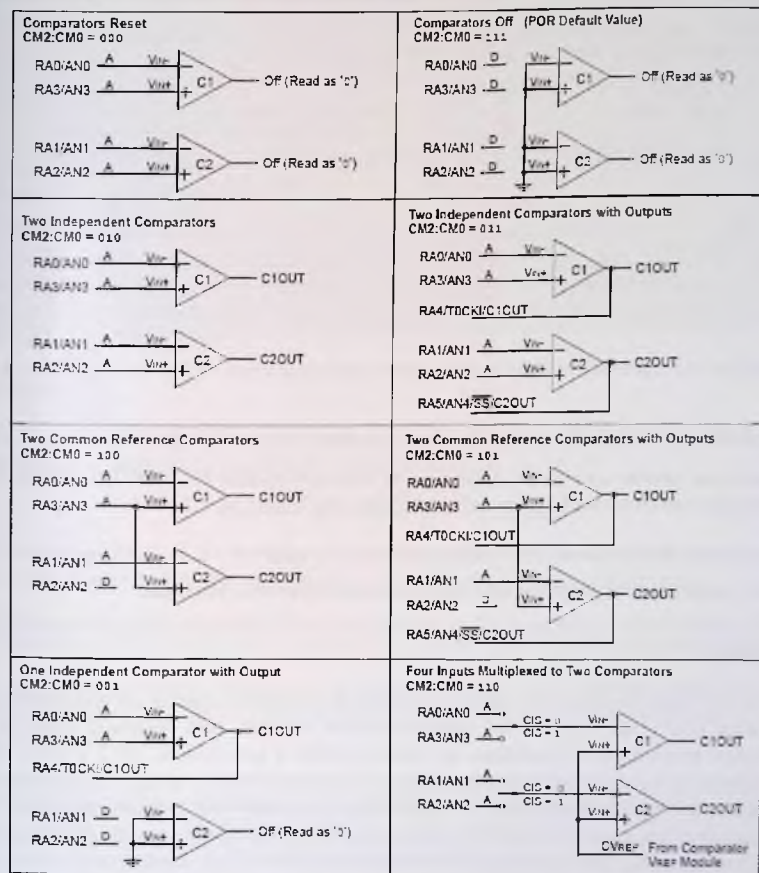 Comparators Reset
CM2:CM0 = 000
RA0/AN0 A VIN-
RA3/AN3 A VIN+
C1
Off (Read as '0')
RA1/AN1 A VIN-
RA2/AN2 A VIN+
C2
Off (Read as '0')
Comparators Off (POR Default Value)
CM2:CM0 = 111
RA0/AN0 D VIN-
RA3/AN3 D VIN+
C1
Off (Read as '0')
RA1/AN1 D VIN-
RA2/AN2 D VIN+
C2
Off (Read as '0')
Two Independent Comparators
CM2:CM0 = 010
RA0/AN0 A VIN-
RA3/AN3 A VIN+
C1
C1OUT
RA1/AN1 A VIN-
RA2/AN2 A VIN+
C2
C2OUT
Two Independent Comparators with Outputs
CM2:CM0 = 011
RA0/AN0 A VIN-
RA3/AN3 A VIN+
C1
C1OUT
RA4/T0CKI/C1OUT
RA1/AN1 A VIN-
RA2/AN2 A VIN+
C2
C2OUT
RA5/AN4/SS/C2OUT
Two Common Reference Comparators
CM2:CM0 = 100
RA0/AN0 A VIN-
RA3/AN3 A VIN+
C1
C1OUT
RA1/AN1 A VIN-
RA2/AN2 D VIN+
C2
C2OUT
Two Common Reference Comparators with Outputs
CM2:CM0 = 101
RA0/AN0 A VIN-
RA3/AN3 A VIN+
C1
C1OUT
RA4/T0CKI/C1OUT
RA1/AN1 A VIN-
RA2/AN2 D VIN+
C2
C2OUT
RA5/AN4/SS/C2OUT
One Independent Comparator with Output
CM2:CM0 = 001
RA0/AN0 A VIN-
RA3/AN3 A VIN+
C1
C1OUT
RA4/T0CKI/C1OUT
RA1/AN1 D VIN-
RA2/AN2 D VIN+
C2
Off (Read as '0')
Four Inputs Multiplexed to Two Comparators
CM2:CM0 = 110
RA0/AN0 A CIS = 0 VIN-
RA3/AN3 A CIS = 1 VIN+
C1
C1OUT
RA1/AN1 A CIS = 0 VIN-
RA2/AN2 A CIS = 1 VIN+
C2
C2OUT
CVREF From Comparator
VREF Module